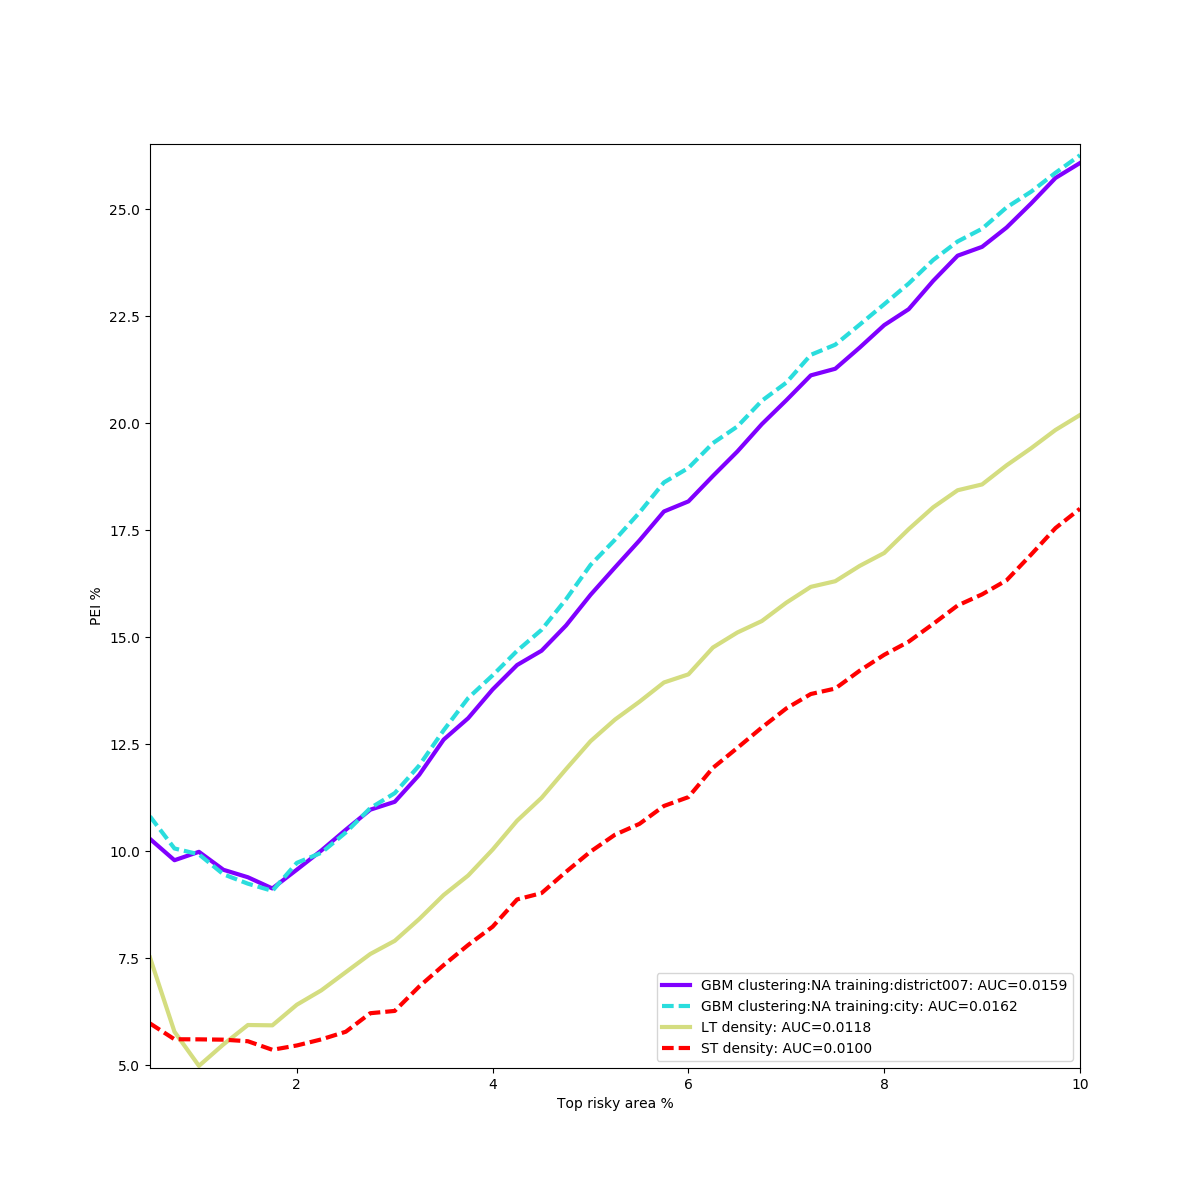 25.0
22.5
20.0
17.5
15.0
12.5
10.0
7.5
5.0
PEI %
2 4 6 8 10
Top risky area %
GBM clustering:NA training:district007: AUC=0.0159
GBM clustering:NA training:city: AUC=0.0162
LT density: AUC=0.0118
ST density: AUC=0.0100